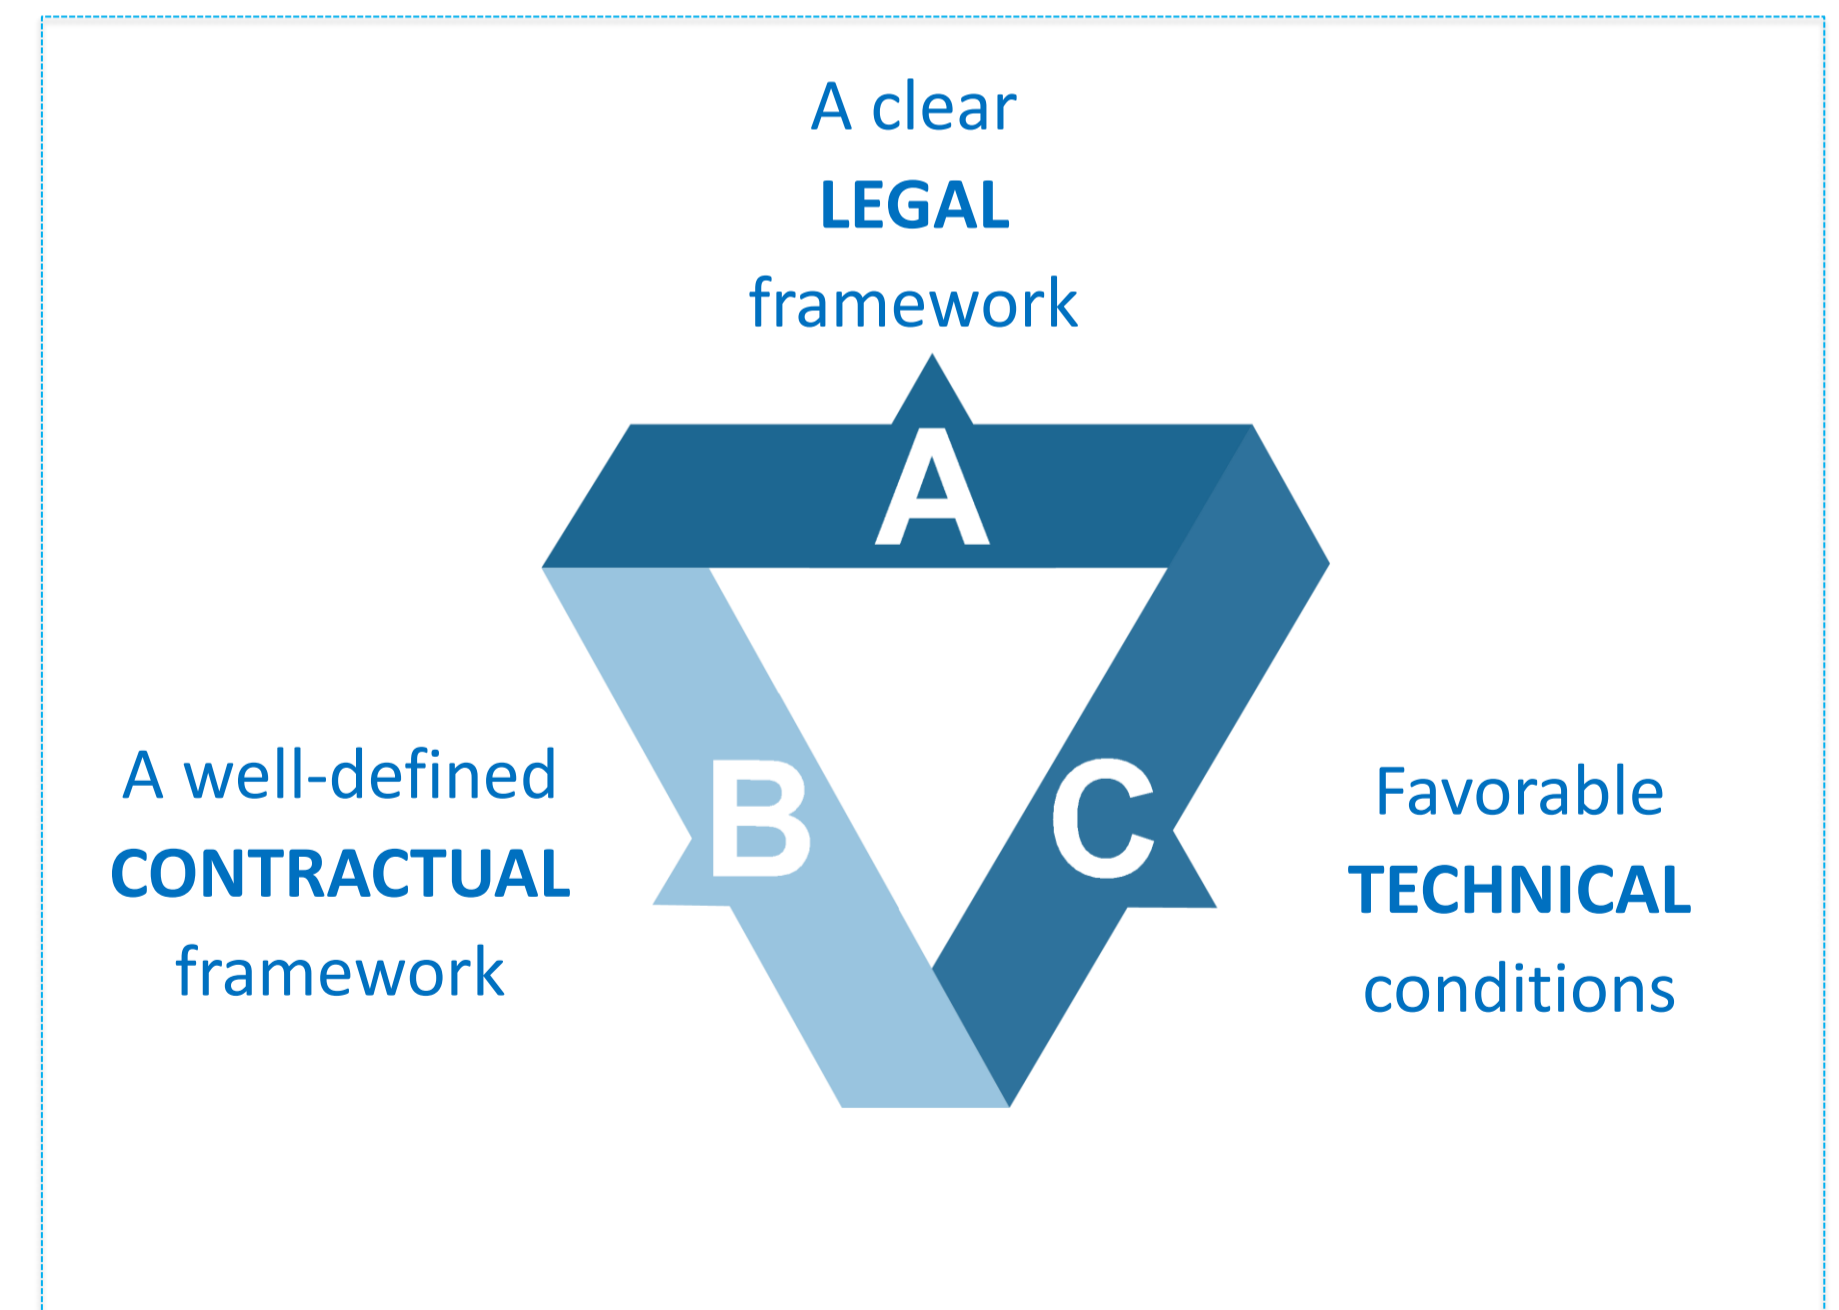 A clear
LEGAL
framework
A
B
C
A well-defined
CONTRACTUAL
framework
Favorable
TECHNICAL
conditions